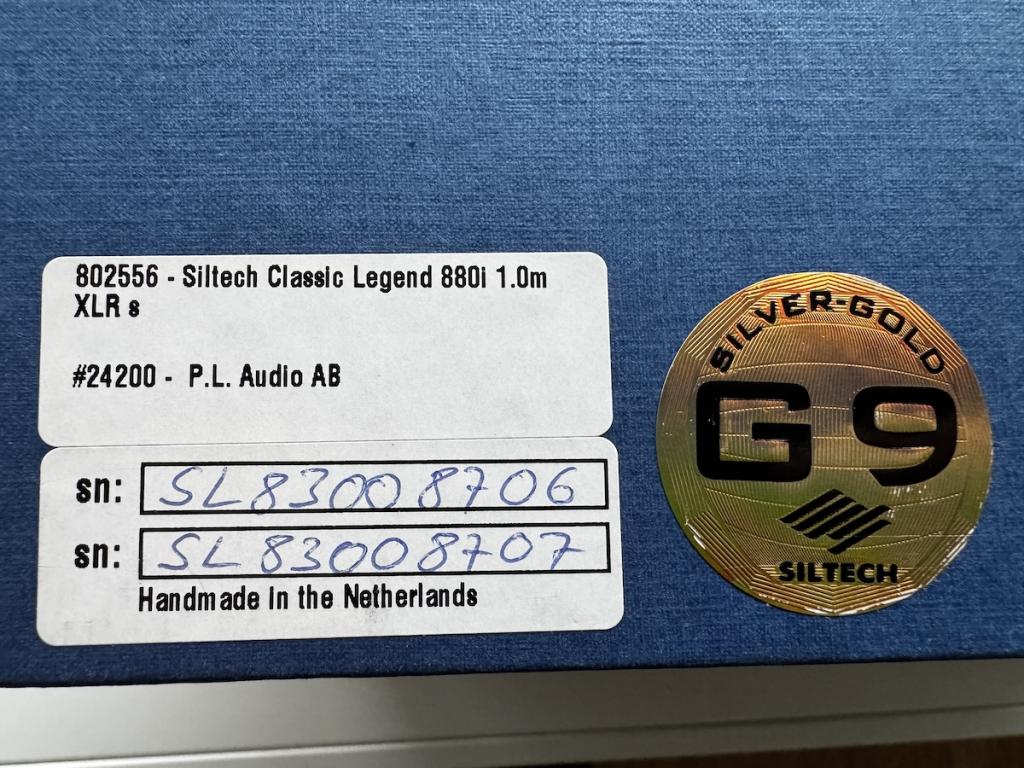 802556 - Siltech Classic Legend 880i 1.0m
XLR s
#24200 - P.L. Audio AB
sn: SL83008706
sn: SL83008707
Handmade in the Netherlands
SILVER-GOLD
G9
SILTECH